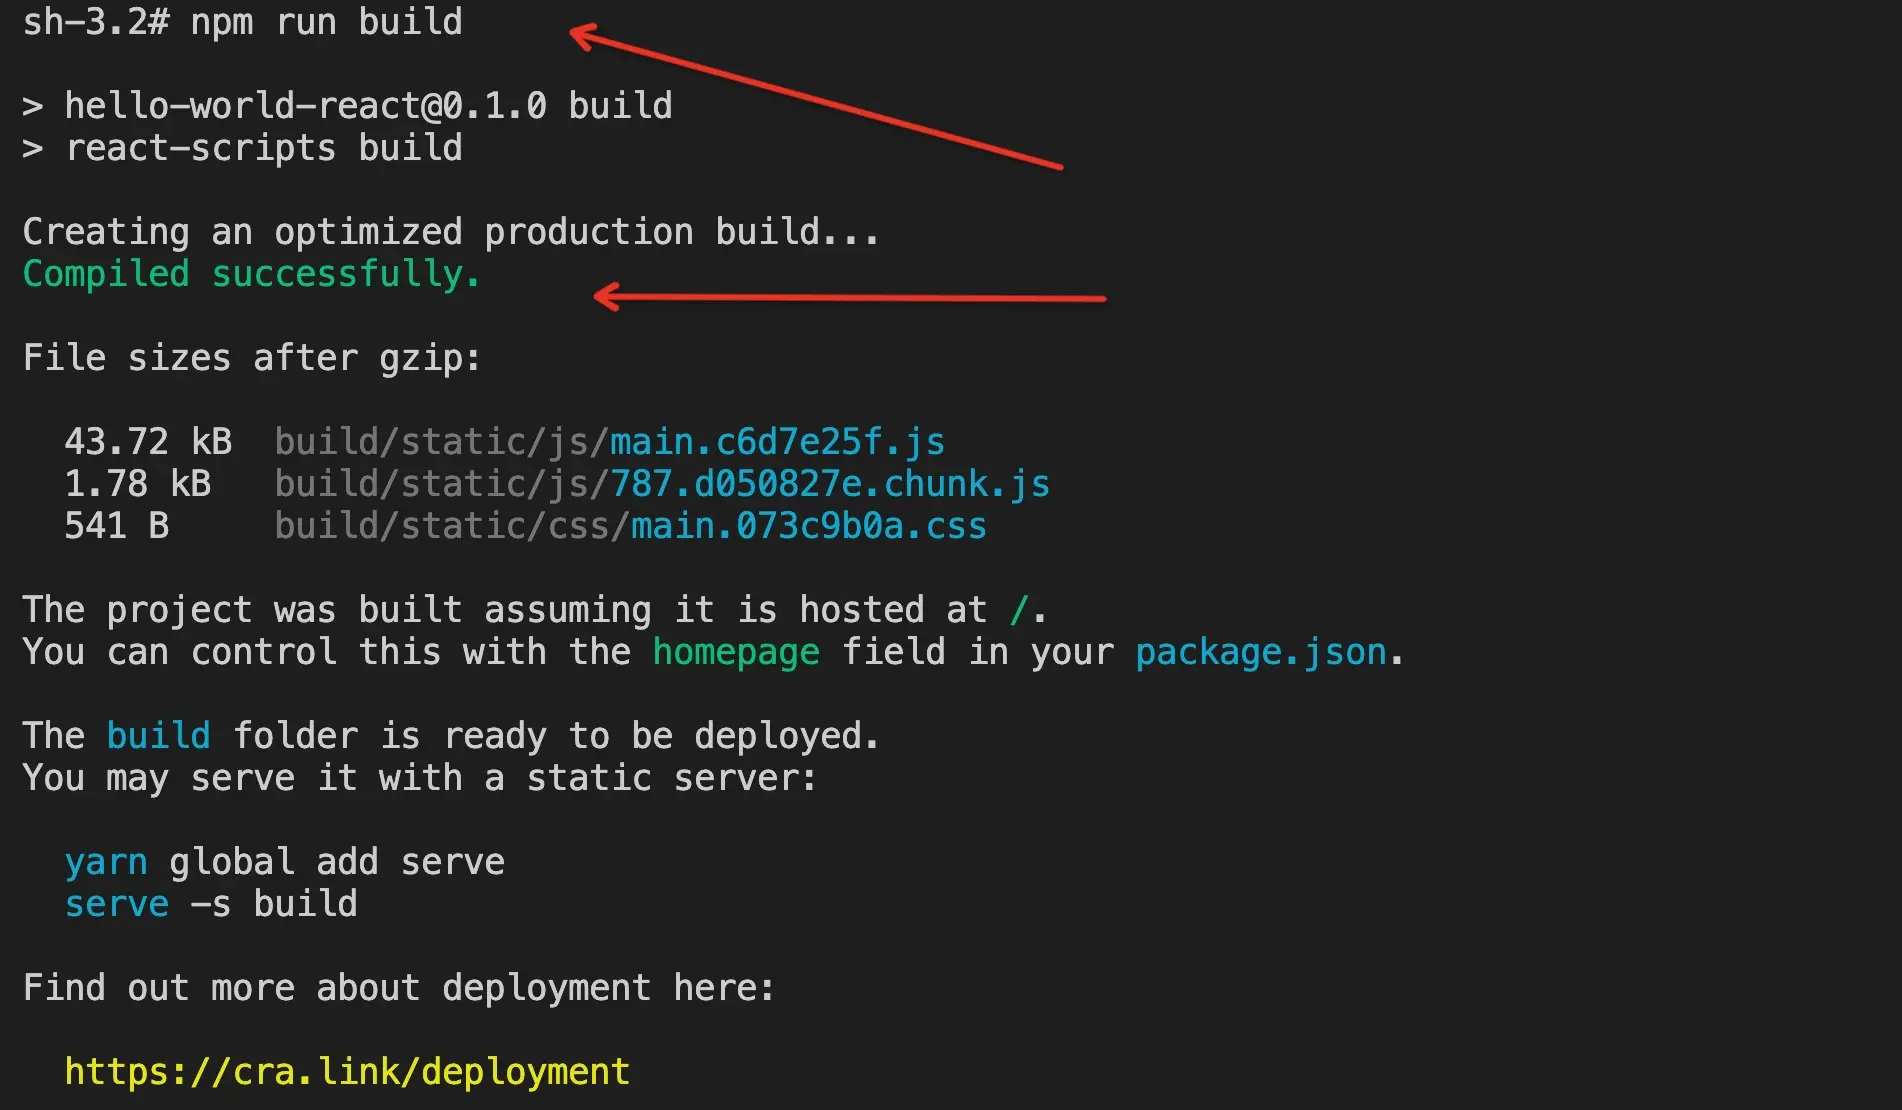 sh-3.2# npm run build
> hello-world-react@0.1.0 build
> react-scripts build
Creating an optimized production build...
Compiled successfully.
File sizes after gzip:
43.72 kB  build/static/js/main.c6d7e25f.js
1.78 kB   build/static/js/787.d050827e.chunk.js
541 B     build/static/css/main.073c9b0a.css
The project was built assuming it is hosted at /.
You can control this with the homepage field in your package.json.
The build folder is ready to be deployed.
You may serve it with a static server:
yarn global add serve
serve -s build
Find out more about deployment here:
https://cra.link/deployment